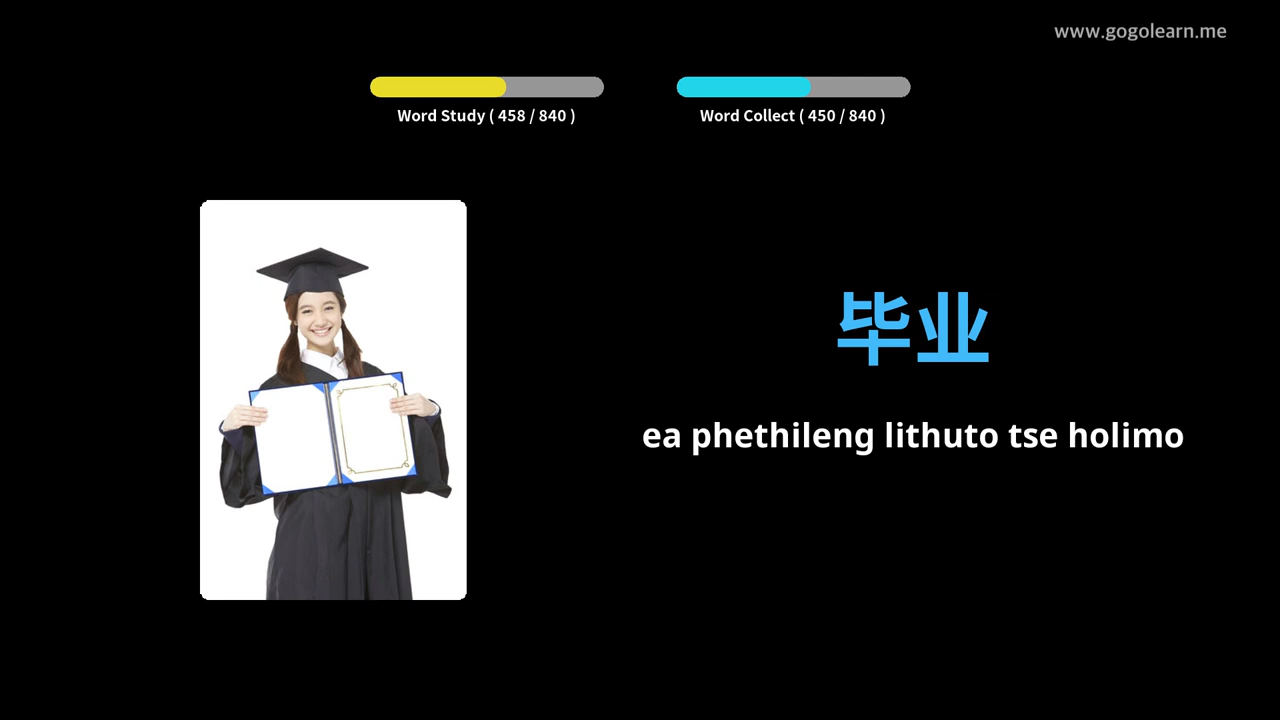 www.gogolearn.me
Word Study ( 458 / 840 )
Word Collect ( 450 / 840 )
毕业
ea phethileng lithuto tse holimo